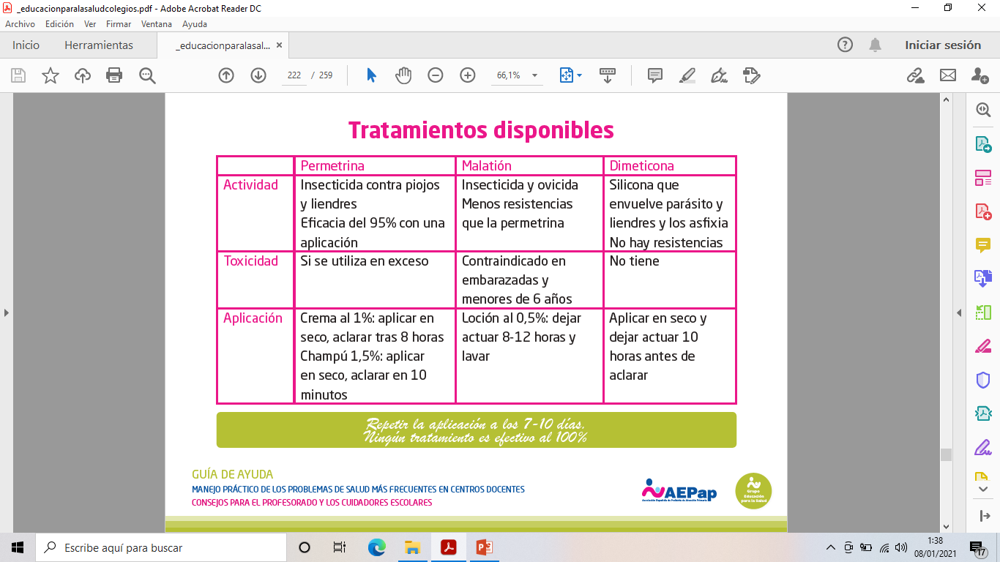 _educacionparalasaludcolegios.pdf - Adobe Acrobat Reader DC
Archivo Edición Ver Firmar Ventana Ayuda
Inicio Herramientas _educacionparalasal... × Iniciar sesión
222 / 259 66,1%
Tratamientos disponibles
Permetrina Malatión Dimeticona
Actividad
Insecticida contra piojos
y liendres
Eficacia del 95% con una
aplicación
Insecticida y ovicida
Menos resistencias
que la permetrina
Silicona que
envuelve parásito y
liendres y los asfixia
No hay resistencias
Toxicidad
Si se utiliza en exceso
Contraindicado en
embarazadas y
menores de 6 años
No tiene
Aplicación
Crema al 1%: aplicar en
seco, aclarar tras 8 horas
Champú 1,5%: aplicar
en seco, aclarar en 10
minutos
Loción al 0,5%: dejar
actuar 8-12 horas y
lavar
Aplicar en seco y
dejar actuar 10
horas antes de
aclarar
Repetir la aplicación a los 7-10 días.
Ningún tratamiento es efectivo al 100%
GUÍA DE AYUDA
MANEJO PRÁCTICO DE LOS PROBLEMAS DE SALUD MÁS FRECUENTES EN CENTROS DOCENTES
CONSEJOS PARA EL PROFESORADO Y LOS CUIDADORES ESCOLARES
AEPap
Asociación Española de Pediatría de Atención Primaria
Grupo
Educación
para la Salud
Escribe aquí para buscar
1:38
08/01/2021
17